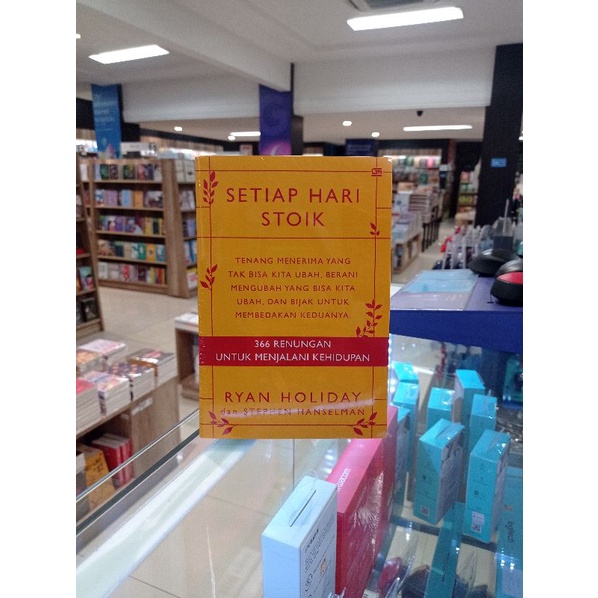 SETIAP HARI
STOIK
TENANG MENERIMA YANG
TAK BISA KITA UBAH, BERANI
MENGUBAH YANG BISA KITA
UBAH, DAN BIJAK UNTUK
MEMBEDAKAN KEDUANYA
366 RENUNGAN
UNTUK MENJALANI KEHIDUPAN
RYAN HOLIDAY
dan STEPHEN HANSELMAN